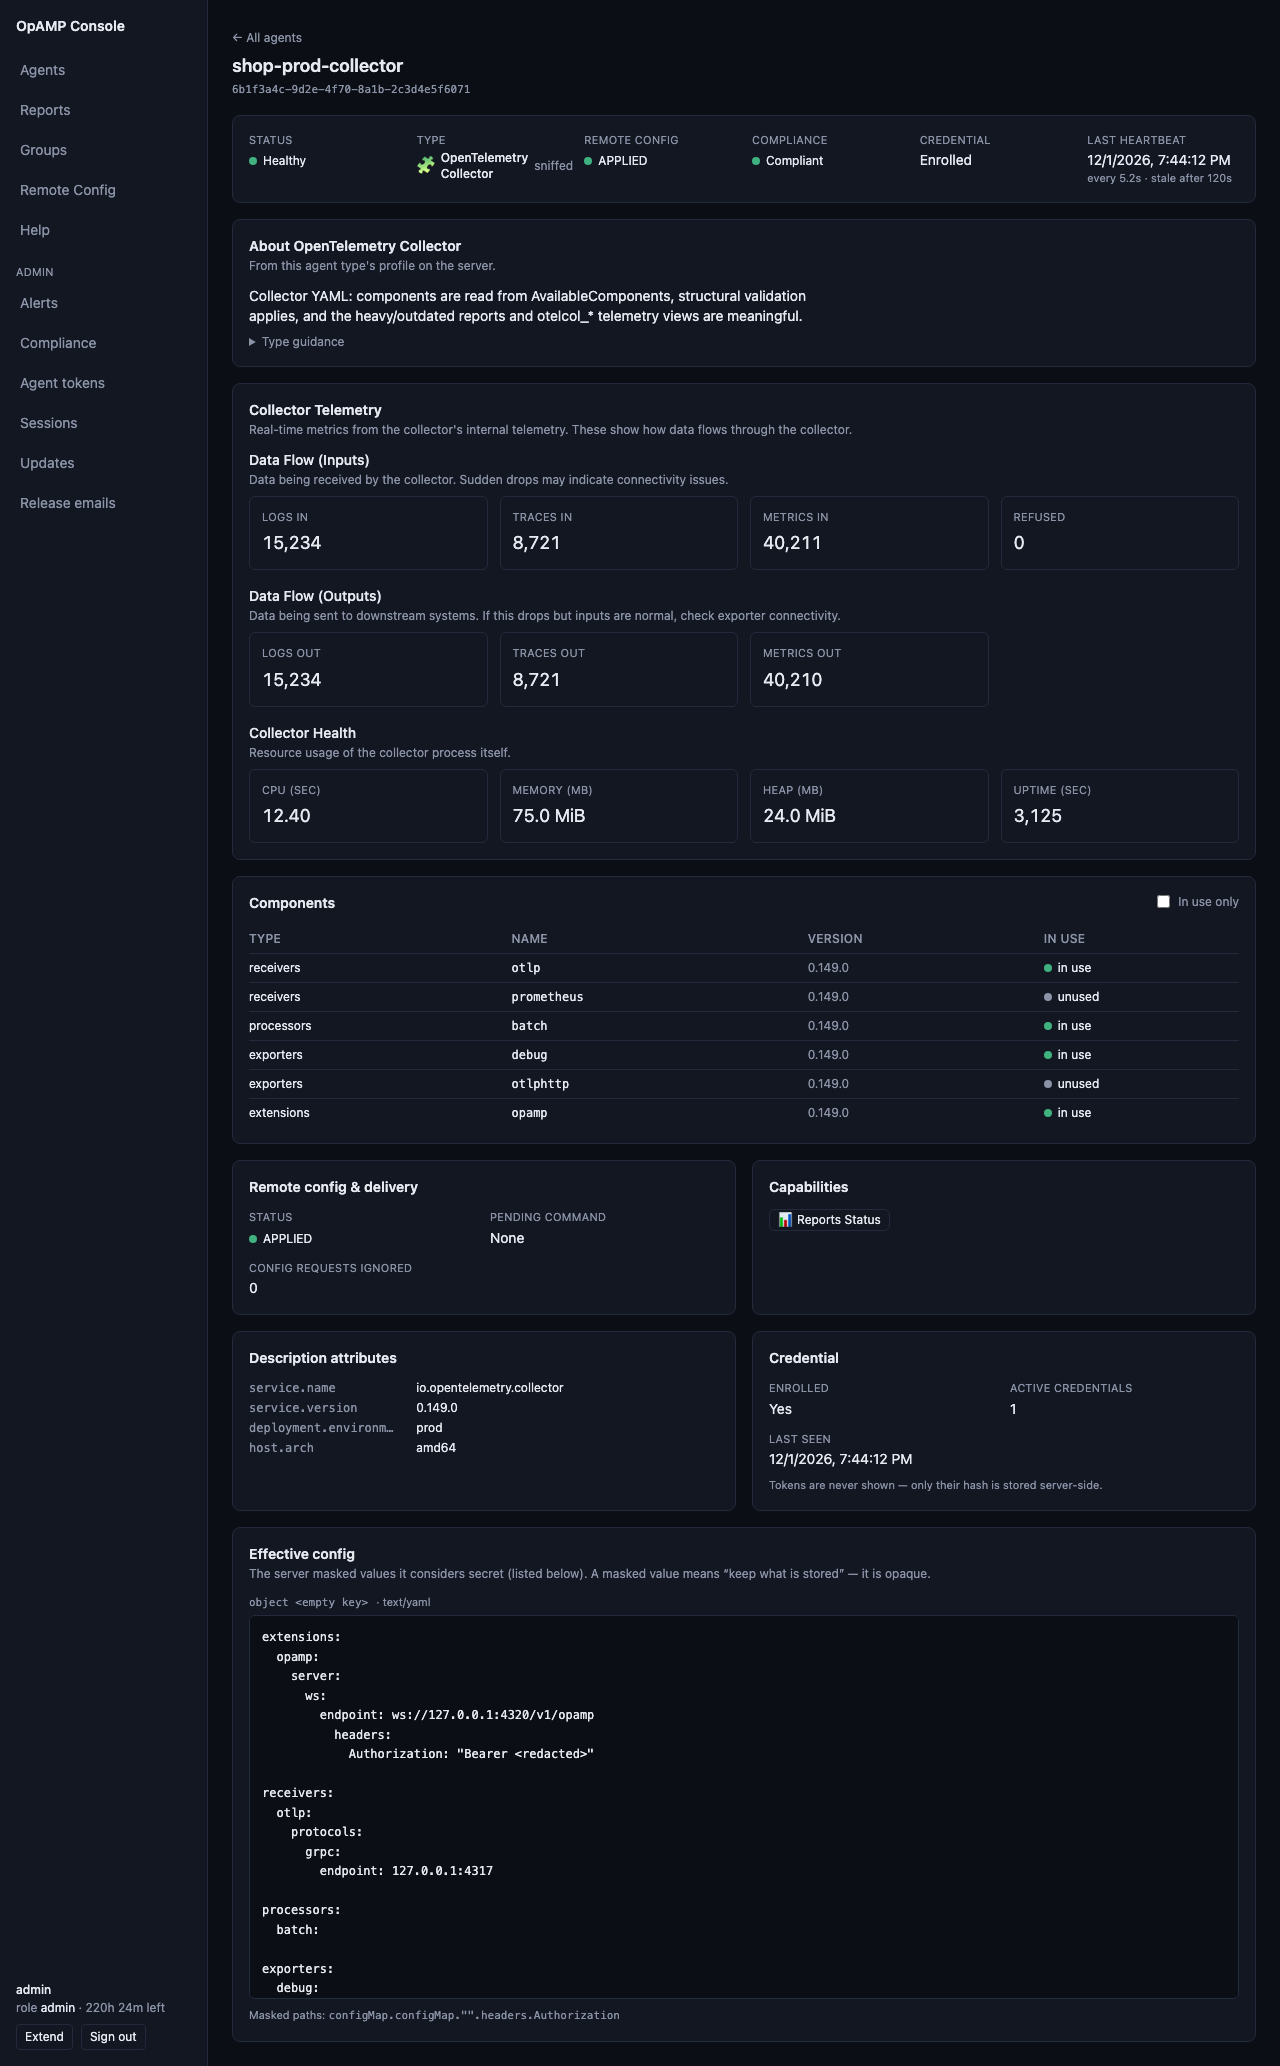 OpAMP Console
Agents
Reports
Groups
Remote Config
Help
ADMIN
Alerts
Compliance
Agent tokens
Sessions
Updates
Release emails
admin
role admin · 220h 24m left
Extend
Sign out
← All agents
shop-prod-collector
6b1f3a4c-9d2e-4f70-8a1b-2c3d4e5f6071
STATUS
Healthy
TYPE
OpenTelemetry
Collector
sniffed
REMOTE CONFIG
APPLIED
COMPLIANCE
Compliant
CREDENTIAL
Enrolled
LAST HEARTBEAT
12/1/2026, 7:44:12 PM
every 5.2s · stale after 120s
About OpenTelemetry Collector
From this agent type's profile on the server.
Collector YAML: components are read from AvailableComponents, structural validation
applies, and the heavy/outdated reports and otelcol_* telemetry views are meaningful.
▶ Type guidance
Collector Telemetry
Real-time metrics from the collector's internal telemetry. These show how data flows through the collector.
Data Flow (Inputs)
Data being received by the collector. Sudden drops may indicate connectivity issues.
LOGS IN
15,234
TRACES IN
8,721
METRICS IN
40,211
REFUSED
0
Data Flow (Outputs)
Data being sent to downstream systems. If this drops but inputs are normal, check exporter connectivity.
LOGS OUT
15,234
TRACES OUT
8,721
METRICS OUT
40,210
Collector Health
Resource usage of the collector process itself.
CPU (SEC)
12.40
MEMORY (MB)
75.0 MiB
HEAP (MB)
24.0 MiB
UPTIME (SEC)
3,125
Components
In use only
TYPE NAME VERSION IN USE
receivers otlp 0.149.0 in use
receivers prometheus 0.149.0 unused
processors batch 0.149.0 in use
exporters debug 0.149.0 in use
exporters otlphttp 0.149.0 unused
extensions opamp 0.149.0 in use
Remote config & delivery
STATUS
APPLIED
PENDING COMMAND
None
CONFIG REQUESTS IGNORED
0
Capabilities
Reports Status
Description attributes
service.name io.opentelemetry.collector
service.version 0.149.0
deployment.environm… prod
host.arch amd64
Credential
ENROLLED
Yes
ACTIVE CREDENTIALS
1
LAST SEEN
12/1/2026, 7:44:12 PM
Tokens are never shown — only their hash is stored server-side.
Effective config
The server masked values it considers secret (listed below). A masked value means “keep what is stored” — it is opaque.
object <empty key> · text/yaml
extensions:
  opamp:
    server:
      ws:
        endpoint: ws://127.0.0.1:4320/v1/opamp
          headers:
            Authorization: "Bearer <redacted>"
receivers:
  otlp:
    protocols:
      grpc:
        endpoint: 127.0.0.1:4317
processors:
  batch:
exporters:
  debug:
Masked paths: configMap.configMap."".headers.Authorization